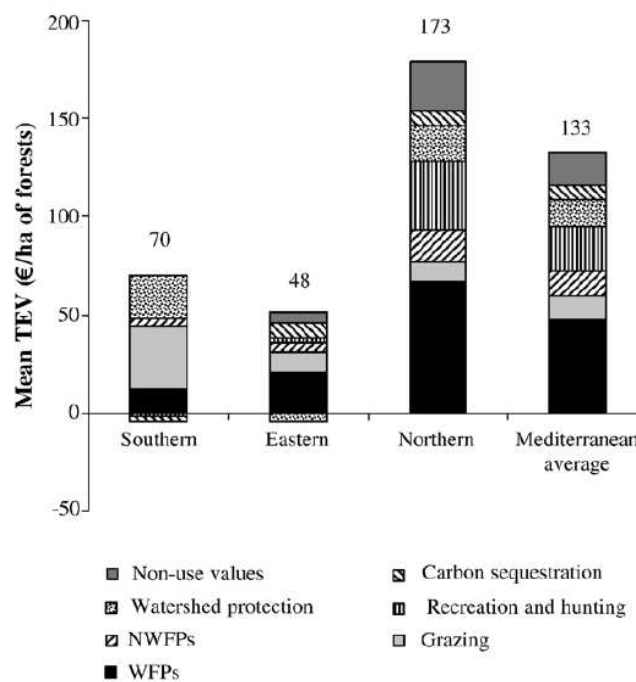 Mean TEV (€/ha of forests)
200
150
100
50
0
-50
70
48
173
133
Southern
Eastern
Northern
Mediterranean
average
Non-use values
Carbon sequestration
Watershed protection
Recreation and hunting
NWFPs
Grazing
WFPs